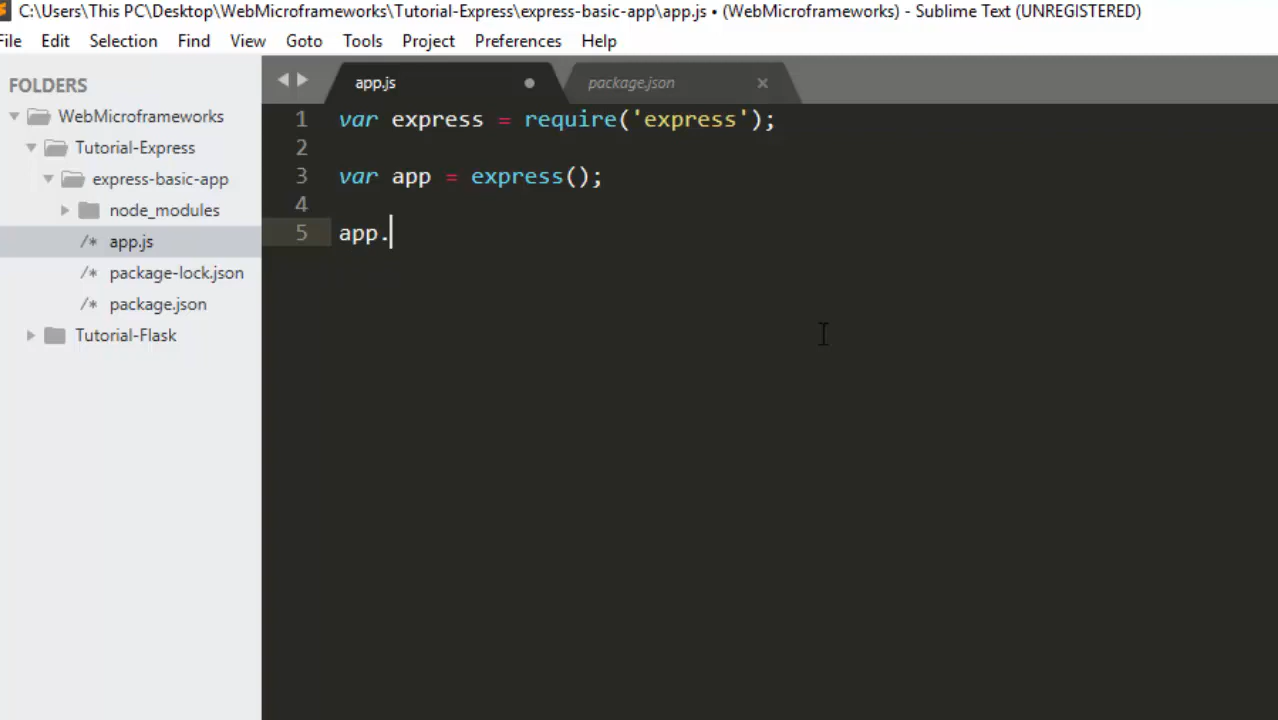 C:\Users\This PC\Desktop\WebMicroframeworks\Tutorial-Express\express-basic-app\app.js • (WebMicroframeworks) - Sublime Text (UNREGISTERED)
File Edit Selection Find View Goto Tools Project Preferences Help
FOLDERS
WebMicroframeworks
Tutorial-Express
express-basic-app
node_modules
/* app.js
/* package-lock.json
/* package.json
Tutorial-Flask
app.js
package.json
1 var express = require('express');
2
3 var app = express();
4
5 app.